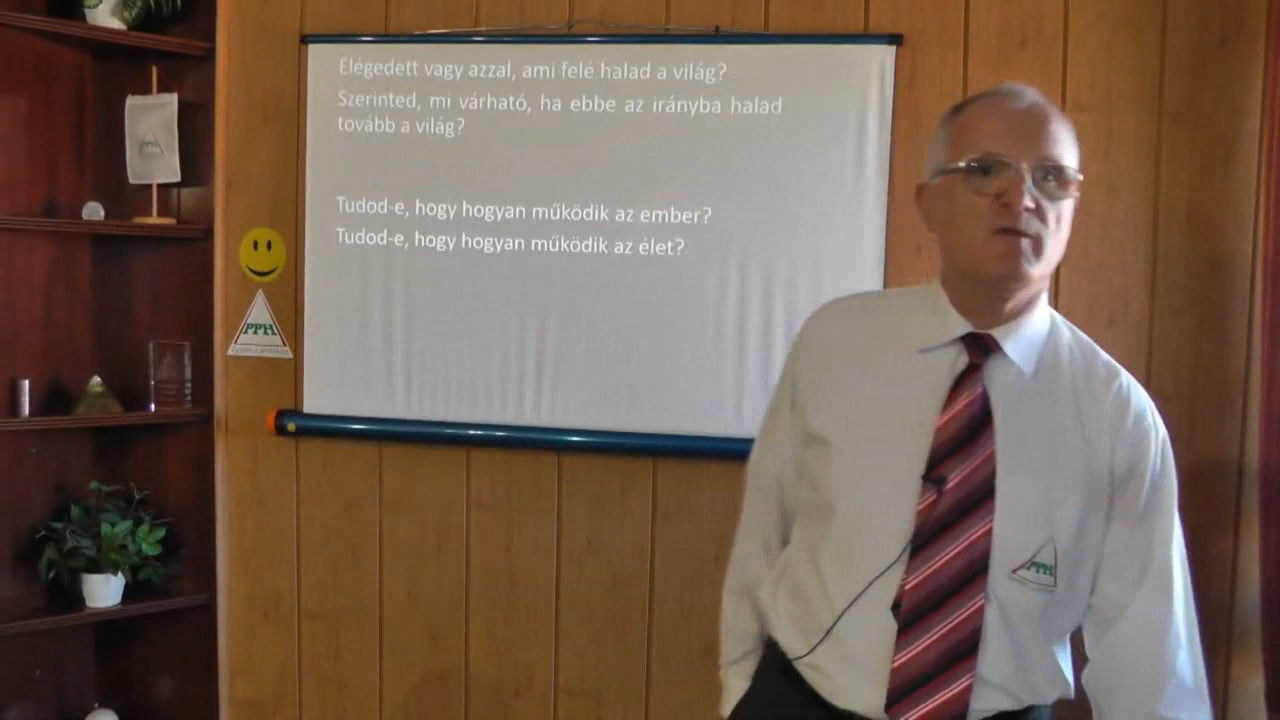 Elégedett vagy azzal, ami felé halad a világ?
Szerinted, mi várható, ha ebbe az irányba halad
tovább a világ?
Tudod-e, hogy hogyan működik az ember?
Tudod-e, hogy hogyan működik az élet?
PPH
PPH